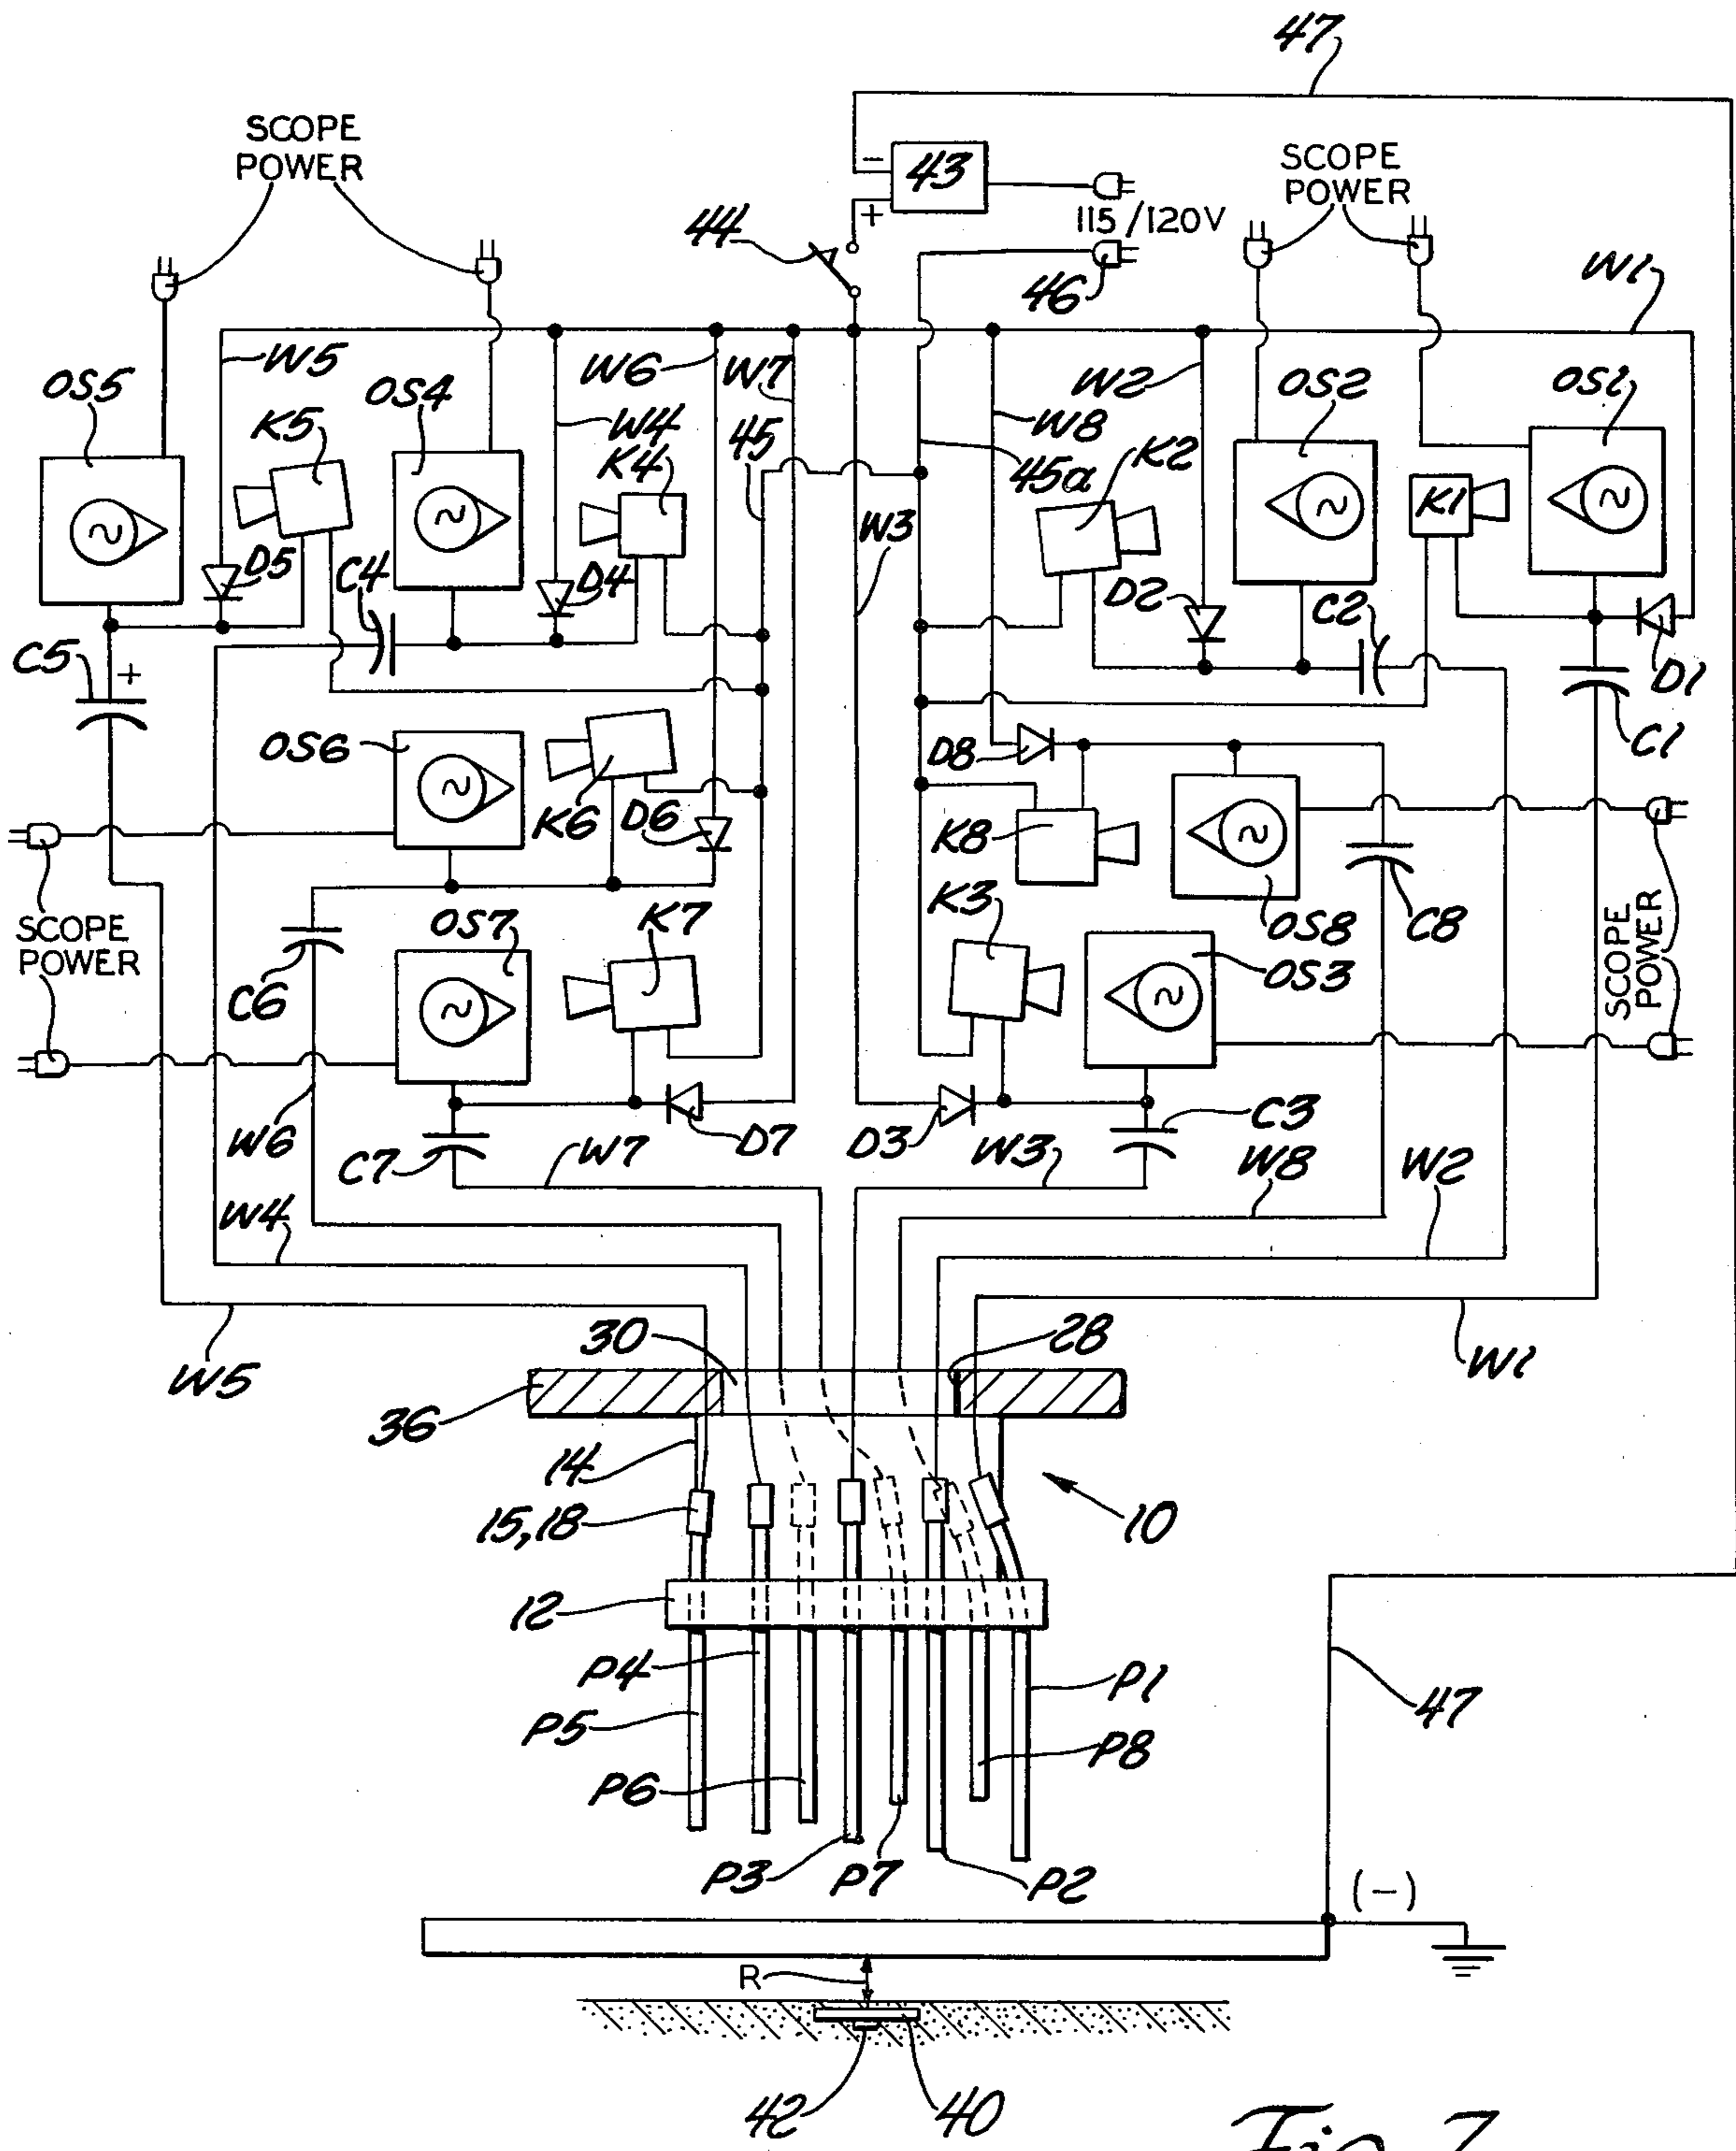 47
SCOPE
POWER
SCOPE
POWER
- 43
+
115/120V
44
46
W1
OS5
W5
OS4
W6
W7
W2
OS2
OS1
K5
W4
K4
45
W8
45a
K2
K1
W3
D5
C4
D4
D2
C2
C5
+
D1
C1
OS6
K6
D6
D8
K8
SCOPE
POWER
OS7
K7
K3
OS8
C8
OS3
SCOPE
POWER
C6
W6
C7
D7
W7
D3
C3
W3
W8
W2
W4
W5
30
28
W1
36
14
15,18
10
12
P4
P1
P5
47
P8
P6
P3
P7
P2
(-)
R
42
40
Fig. 7